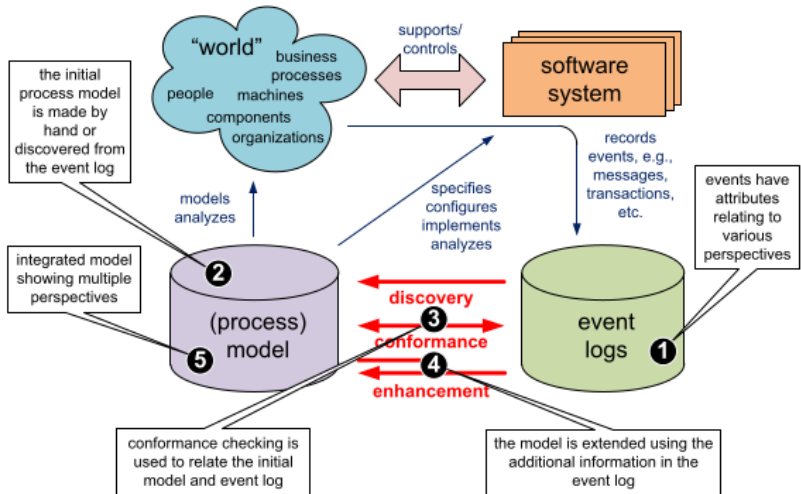 "world"
business
processes
people
machines
components
organizations
supports/
controls
software
system
the initial
process model
is made by
hand or
discovered from
the event log
models
analyzes
specifies
configures
implements
analyzes
records
events, e.g.,
messages,
transactions,
etc.
events have
attributes
relating to
various
perspectives
integrated model
showing multiple
perspectives
2
(process)
model
5
discovery
3
conformance
4
enhancement
event
logs
1
conformance checking is
used to relate the initial
model and event log
the model is extended using the
additional information in the
event log